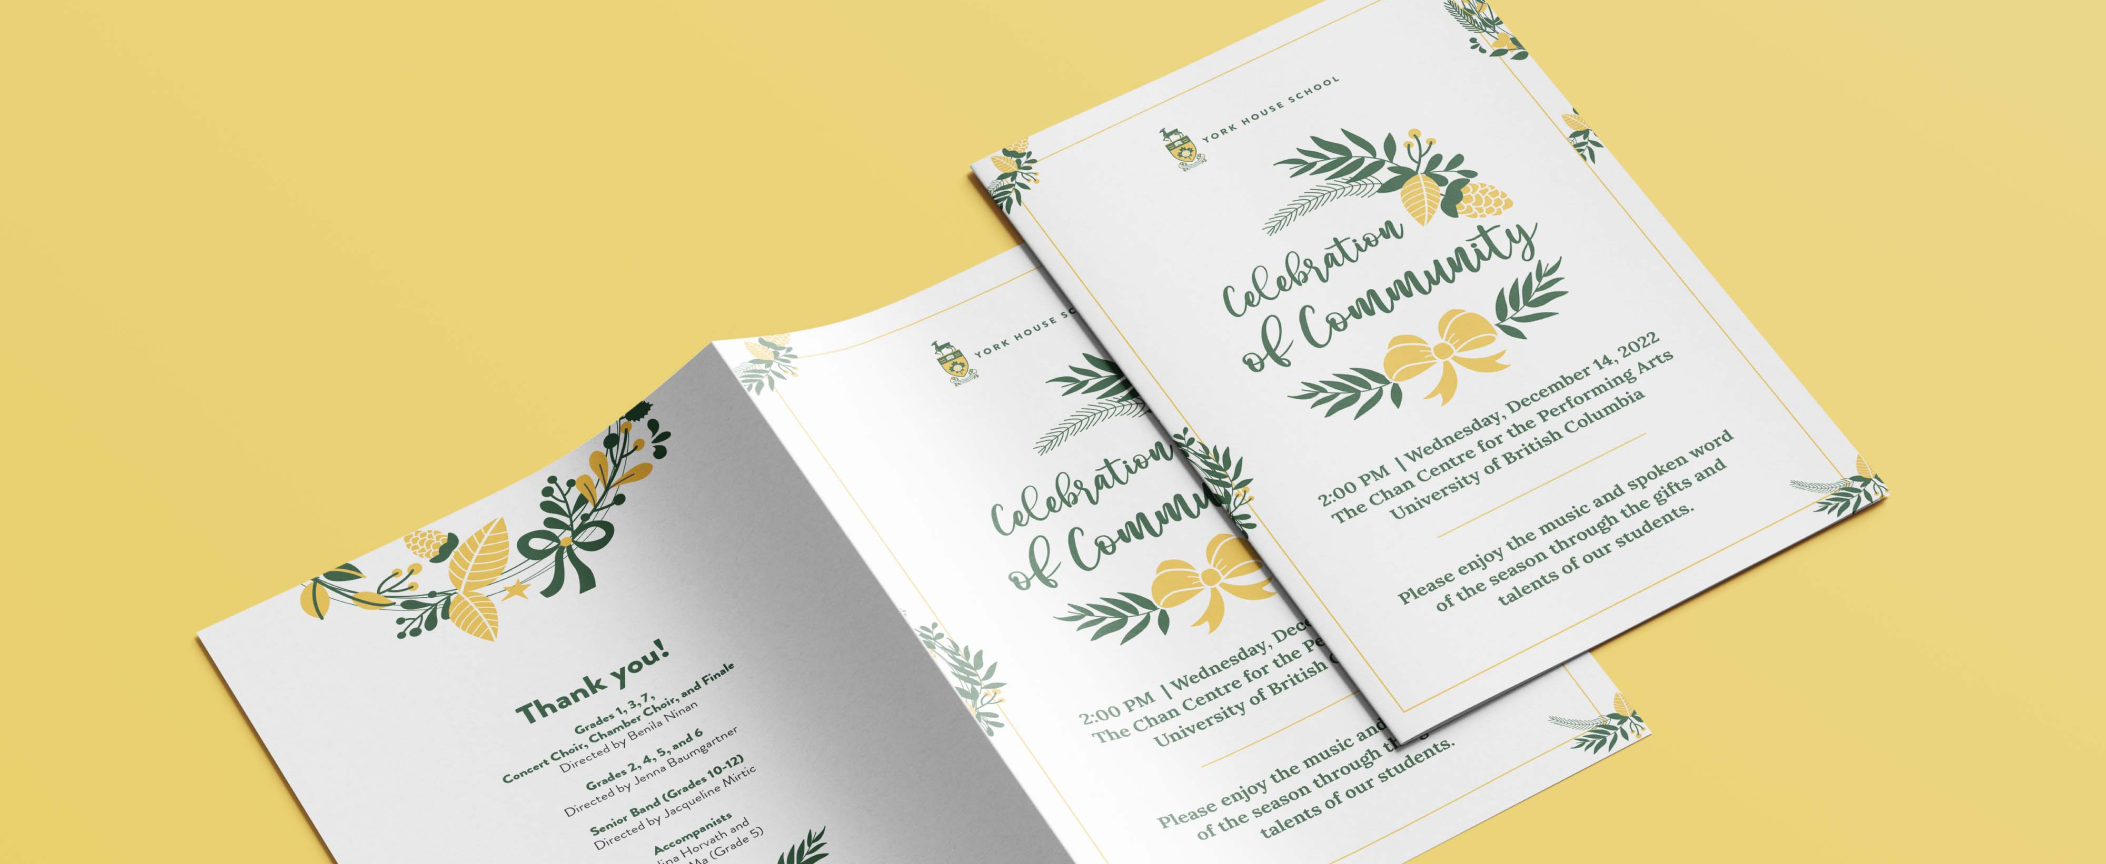 YORK HOUSE SCHOOL
Celebration
of Community
2:00 PM | Wednesday, December 14, 2022
The Chan Centre for the Performing Arts
University of British Columbia
Please enjoy the music and spoken word
of the season through the gifts and
talents of our students.
YORK HOUSE
Celebration
of
2:00 PM | Wednesday,
The Chan Centre for the
University of British
Please enjoy the music and
of the season through
talents of our students.
Thank you!
Grades 1, 3, 7,
Concert Choir, Chamber Choir, and Finale
Directed by Benila Ninan
Grades 2, 4, 5, and 6
Directed by Jenna Baumgartner
Senior Band (Grades 10-12)
Directed by Jacqueline Mirtic
Accompanists
Horvath and
Ma (Grade 5)